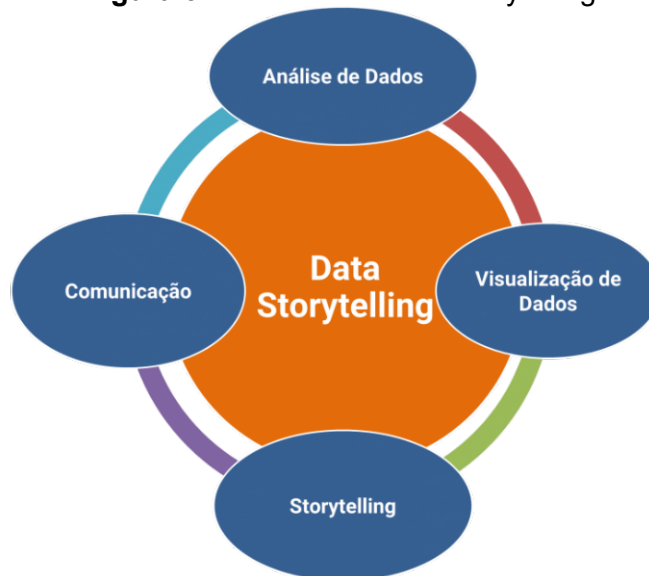 Análise de Dados
Data
Storytelling
Comunicação
Visualização de
Dados
Storytelling